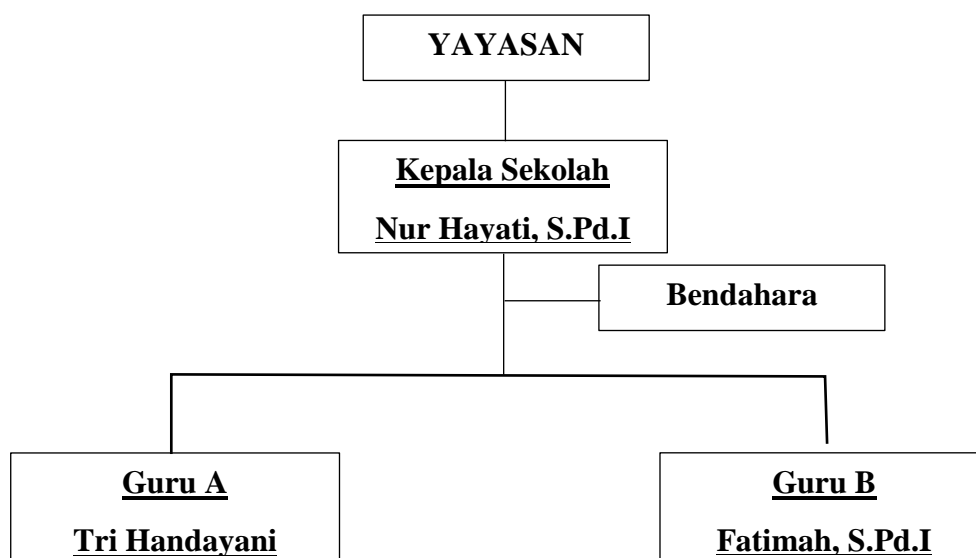 YAYASAN
Kepala Sekolah
Nur Hayati, S.Pd.I
Bendahara
Guru A
Tri Handayani
Guru B
Fatimah, S.Pd.I